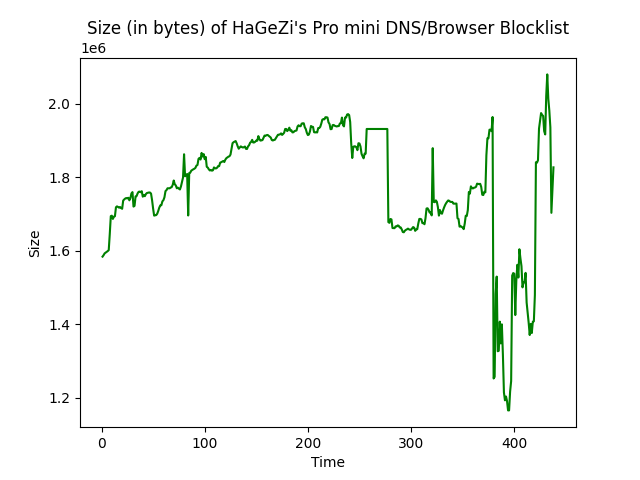 Size (in bytes) of HaGeZi's Pro mini DNS/Browser Blocklist
1e6
2.0
1.8
1.6
1.4
1.2
Size
0 100 200 300 400
Time